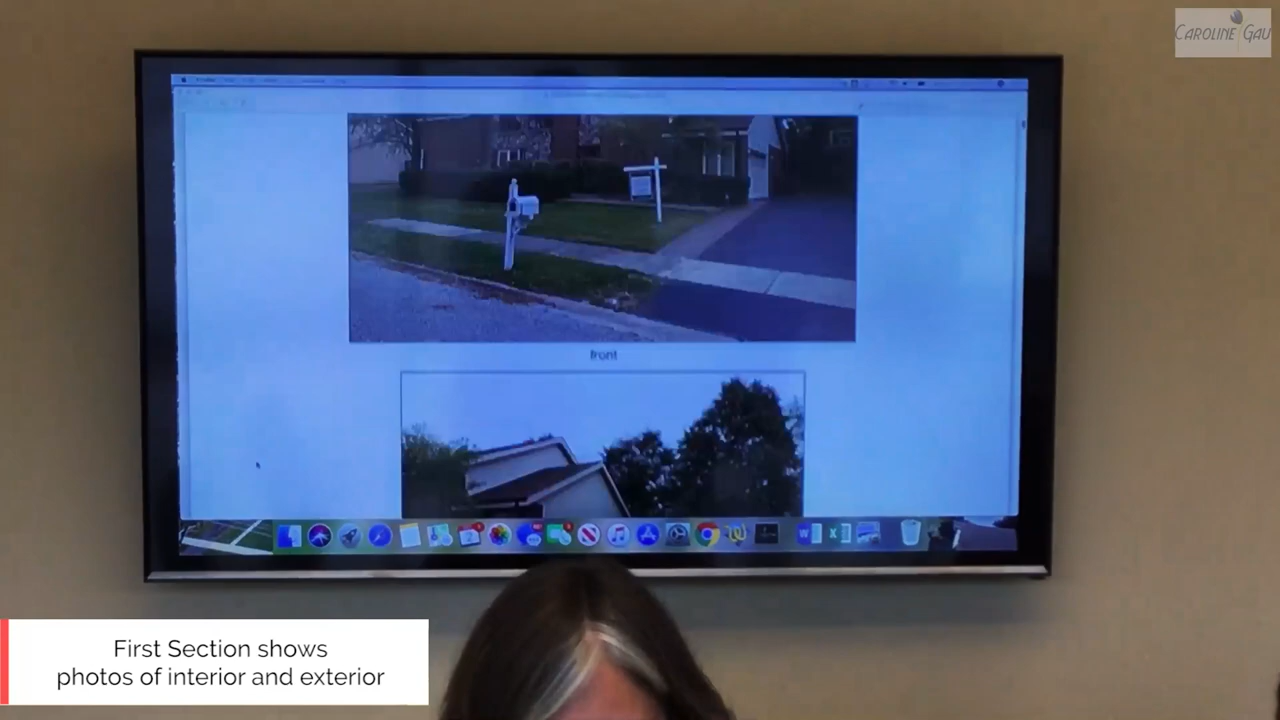 CAROLINE GAU
front
First Section shows
photos of interior and exterior